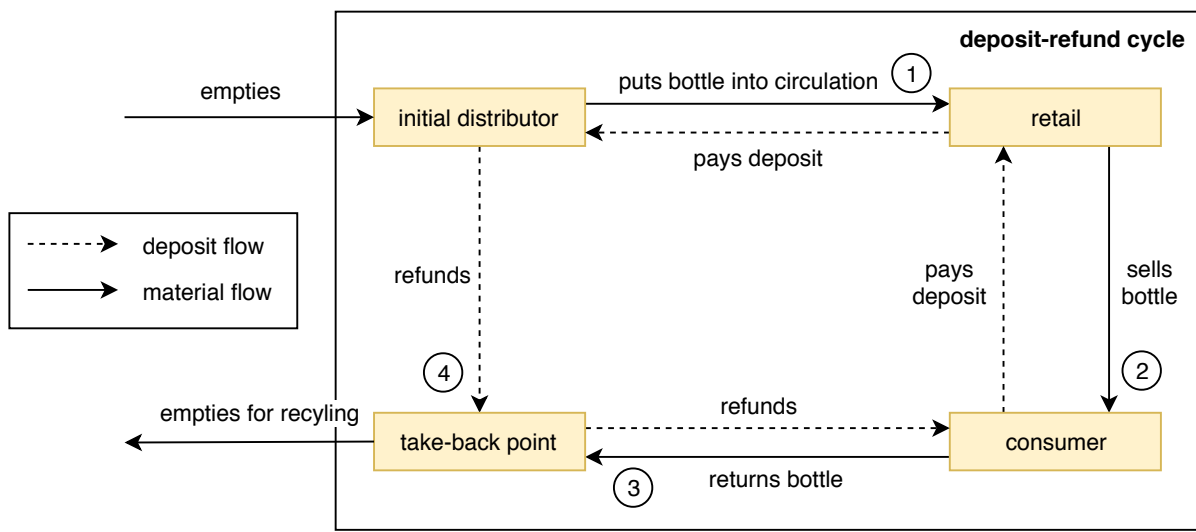 deposit-refund cycle
1
empties
puts bottle into circulation
initial distributor
retail
pays deposit
deposit flow
material flow
refunds
pays
deposit
sells
bottle
4
2
empties for recyling
refunds
take-back point
consumer
3
returns bottle